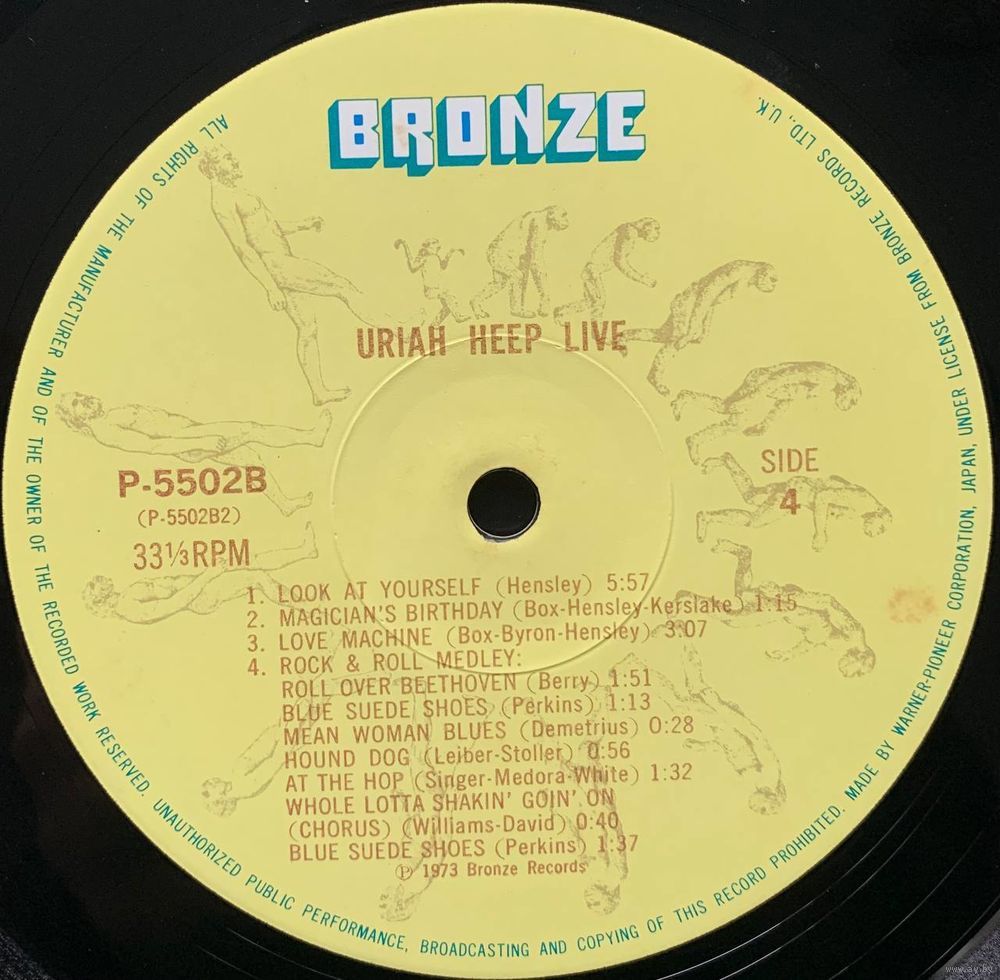 BRONZE
ALL RIGHTS OF THE MANUFACTURER AND OF THE OWNER OF THE RECORDED WORK RESERVED. UNAUTHORIZED PUBLIC PERFORMANCE, BROADCASTING AND COPYING OF THIS RECORD PROHIBITED. MADE BY WARNER-PIONEER CORPORATION, JAPAN, UNDER LICENSE FROM BRONZE RECORDS LTD., U.K.
URIAH HEEP LIVE
P-5502B
(P-5502B2)
33⅓RPM
SIDE
4
1. LOOK AT YOURSELF (Hensley) 5:57
2. MAGICIAN'S BIRTHDAY (Box-Hensley-Kerslake) 1:15
3. LOVE MACHINE (Box-Byron-Hensley) 3:07
4. ROCK & ROLL MEDLEY:
ROLL OVER BEETHOVEN (Berry) 1:51
BLUE SUEDE SHOES (Perkins) 1:13
MEAN WOMAN BLUES (Demetrius) 0:28
HOUND DOG (Leiber-Stoller) 0:56
AT THE HOP (Singer-Medora-White) 1:32
WHOLE LOTTA SHAKIN' GOIN' ON
(CHORUS) (Williams-David) 0:40
BLUE SUEDE SHOES (Perkins) 1:37
Ⓟ 1973 Bronze Records
www.ay.by